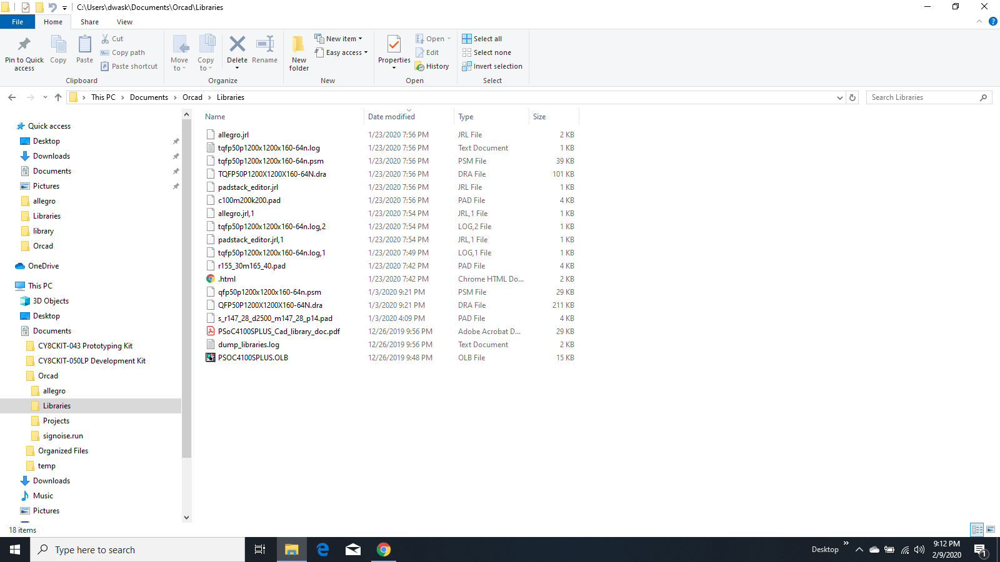 C:\Users\dwask\Documents\Orcad\Libraries
File Home Share View
Pin to Quick access
Copy
Paste
Cut
Copy path
Paste shortcut
Clipboard
Move to
Copy to
Delete
Rename
Organize
New folder
New item
Easy access
New
Properties
Open
Edit
History
Open
Select all
Select none
Invert selection
Select
This PC > Documents > Orcad > Libraries
Search Libraries
Quick access
Desktop
Downloads
Documents
Pictures
allegro
Libraries
library
Orcad
OneDrive
This PC
3D Objects
Desktop
Documents
CY8CKIT-043 Prototyping Kit
CY8CKIT-050LP Development Kit
Orcad
allegro
Libraries
Projects
signoise.run
Organized Files
temp
Downloads
Music
Pictures
Name Date modified Type Size
allegro.jrl 1/23/2020 7:56 PM JRL File 2 KB
tqfp50p1200x1200x160-64n.log 1/23/2020 7:56 PM Text Document 1 KB
tqfp50p1200x1200x160-64n.psm 1/23/2020 7:56 PM PSM File 39 KB
TQFP50P1200X1200X160-64N.dra 1/23/2020 7:56 PM DRA File 101 KB
padstack_editor.jrl 1/23/2020 7:56 PM JRL File 1 KB
c100m200k200.pad 1/23/2020 7:56 PM PAD File 4 KB
allegro.jrl,1 1/23/2020 7:54 PM JRL,1 File 1 KB
tqfp50p1200x1200x160-64n.log,2 1/23/2020 7:54 PM LOG,2 File 1 KB
padstack_editor.jrl,1 1/23/2020 7:54 PM JRL,1 File 1 KB
tqfp50p1200x1200x160-64n.log,1 1/23/2020 7:49 PM LOG,1 File 1 KB
r155_30m165_40.pad 1/23/2020 7:42 PM PAD File 4 KB
.html 1/23/2020 7:42 PM Chrome HTML Do... 2 KB
qfp50p1200x1200x160-64n.psm 1/3/2020 9:21 PM PSM File 29 KB
QFP50P1200X1200X160-64N.dra 1/3/2020 9:21 PM DRA File 211 KB
s_r147_28_d2500_m147_28_p14.pad 1/3/2020 4:09 PM PAD File 4 KB
PSoC4100SPLUS_Cad_library_doc.pdf 12/26/2019 9:56 PM Adobe Acrobat D... 29 KB
dump_libraries.log 12/26/2019 9:56 PM Text Document 2 KB
PSOC4100SPLUS.OLB 12/26/2019 9:48 PM OLB File 15 KB
18 items
Type here to search
Desktop
9:12 PM
2/9/2020
1